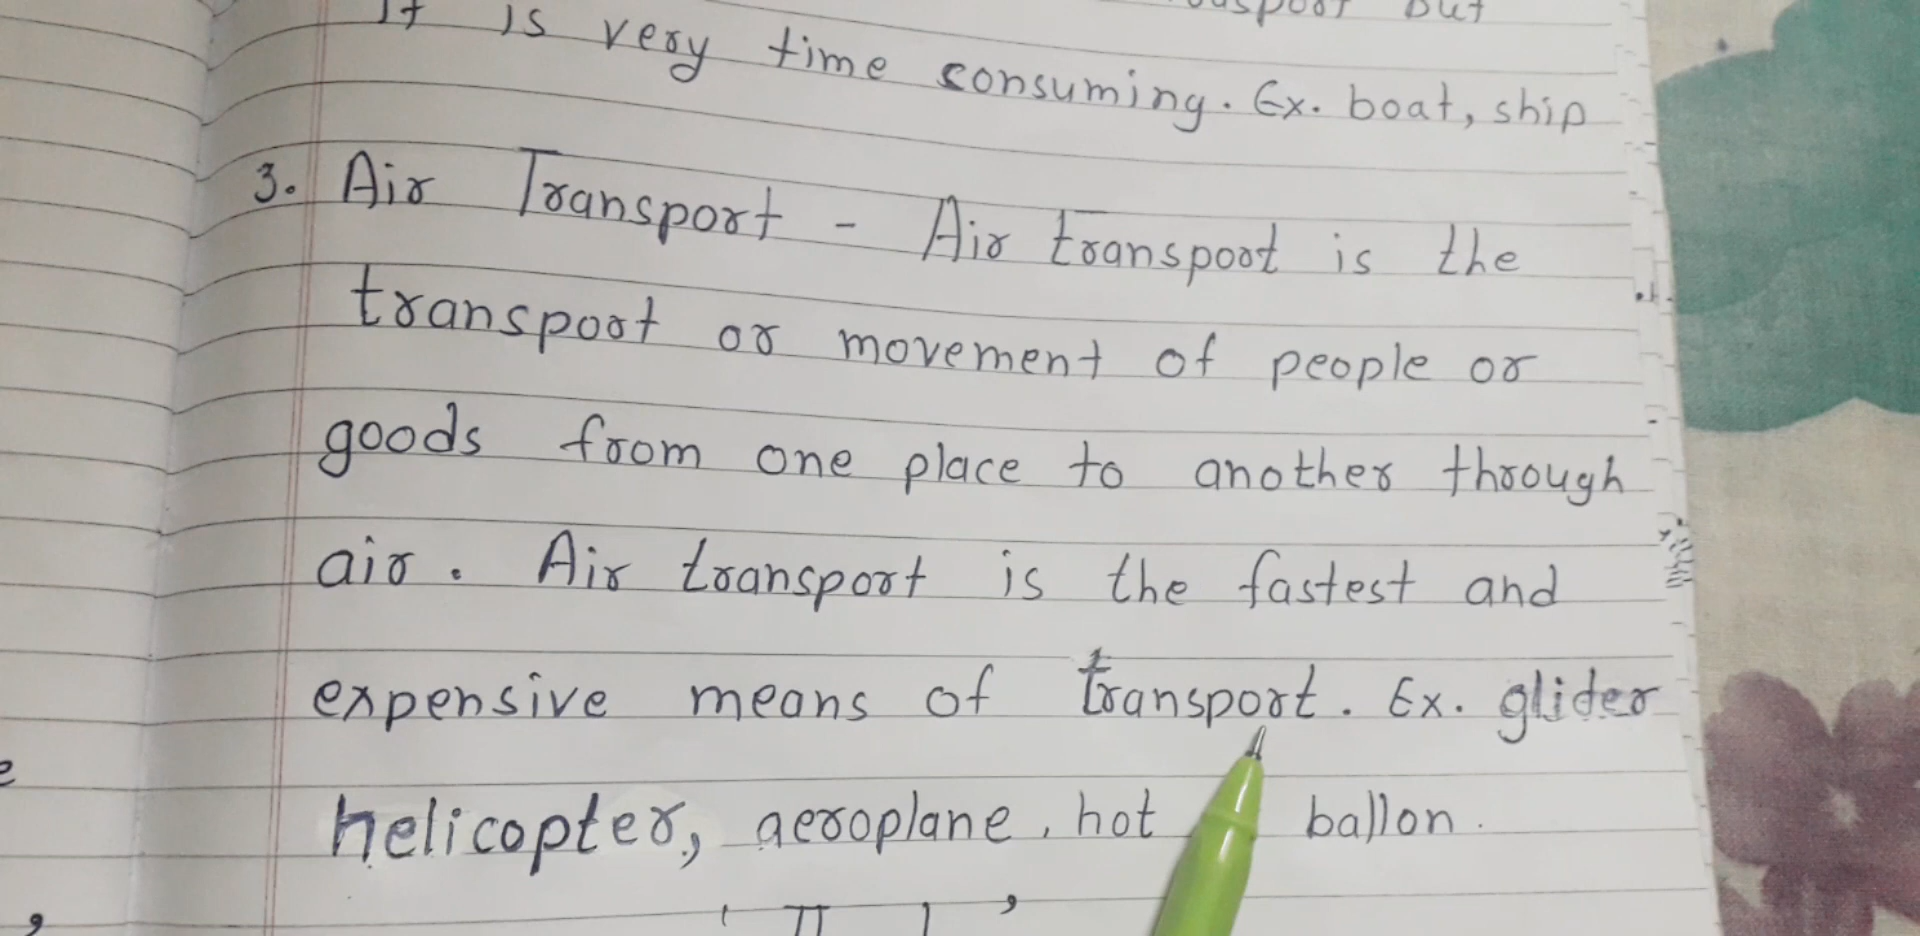 It is very time consuming. Ex. boat, ship
3. Air Transport - Air transport is the
transport or movement of people or
goods from one place to another through
air. Air transport is the fastest and
expensive means of transport. Ex. glider
helicopter, aeroplane, hot ballon.